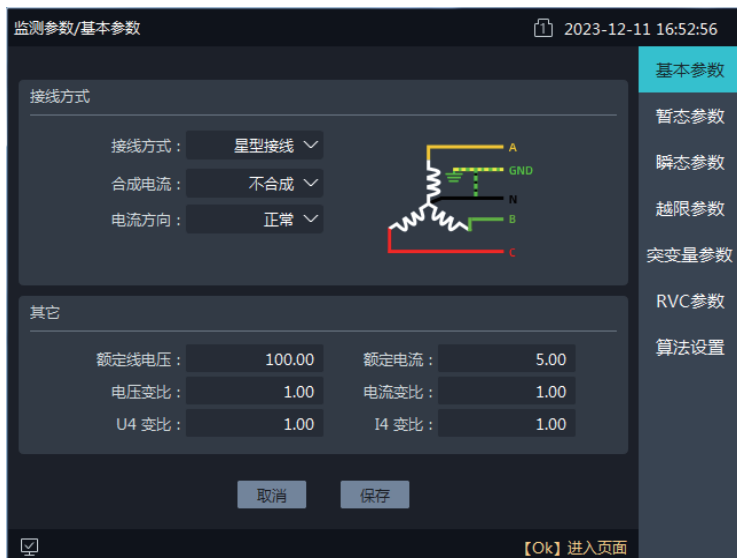 监测参数/基本参数
1 2023-12-11 16:52:56
基本参数
暂态参数
瞬态参数
越限参数
突变量参数
RVC参数
算法设置
接线方式
接线方式： 星型接线
合成电流： 不合成
电流方向： 正常
A
GND
N
B
C
其它
额定线电压： 100.00 额定电流： 5.00
电压变比： 1.00 电流变比： 1.00
U4 变比： 1.00 I4 变比： 1.00
取消 保存
【Ok】进入页面